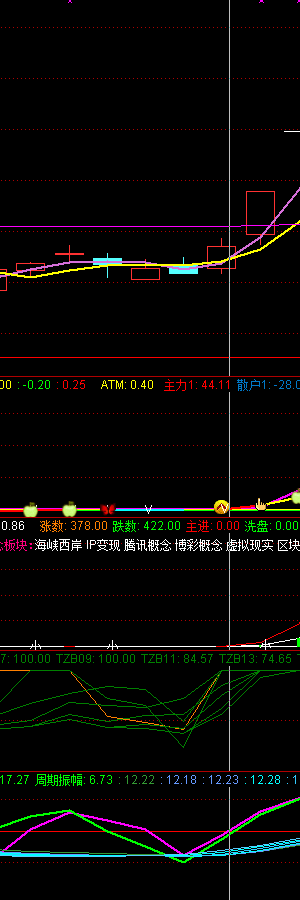 00 :-0.20 : 0.25 ATM: 0.40 主力1: 44.11 散户1: -28.0
0.86 涨数: 378.00 跌数: 422.00 主进: 0.00 洗盘: 0.00
念板块:海峡西岸 IP变现 腾讯概念 博彩概念 虚拟现实 区块
7: 100.00 TZB09: 100.00 TZB11: 84.57 TZB13: 74.65
17.27 周期振幅: 6.73 : 12.22 : 12.18 : 12.23 : 12.28 : 1